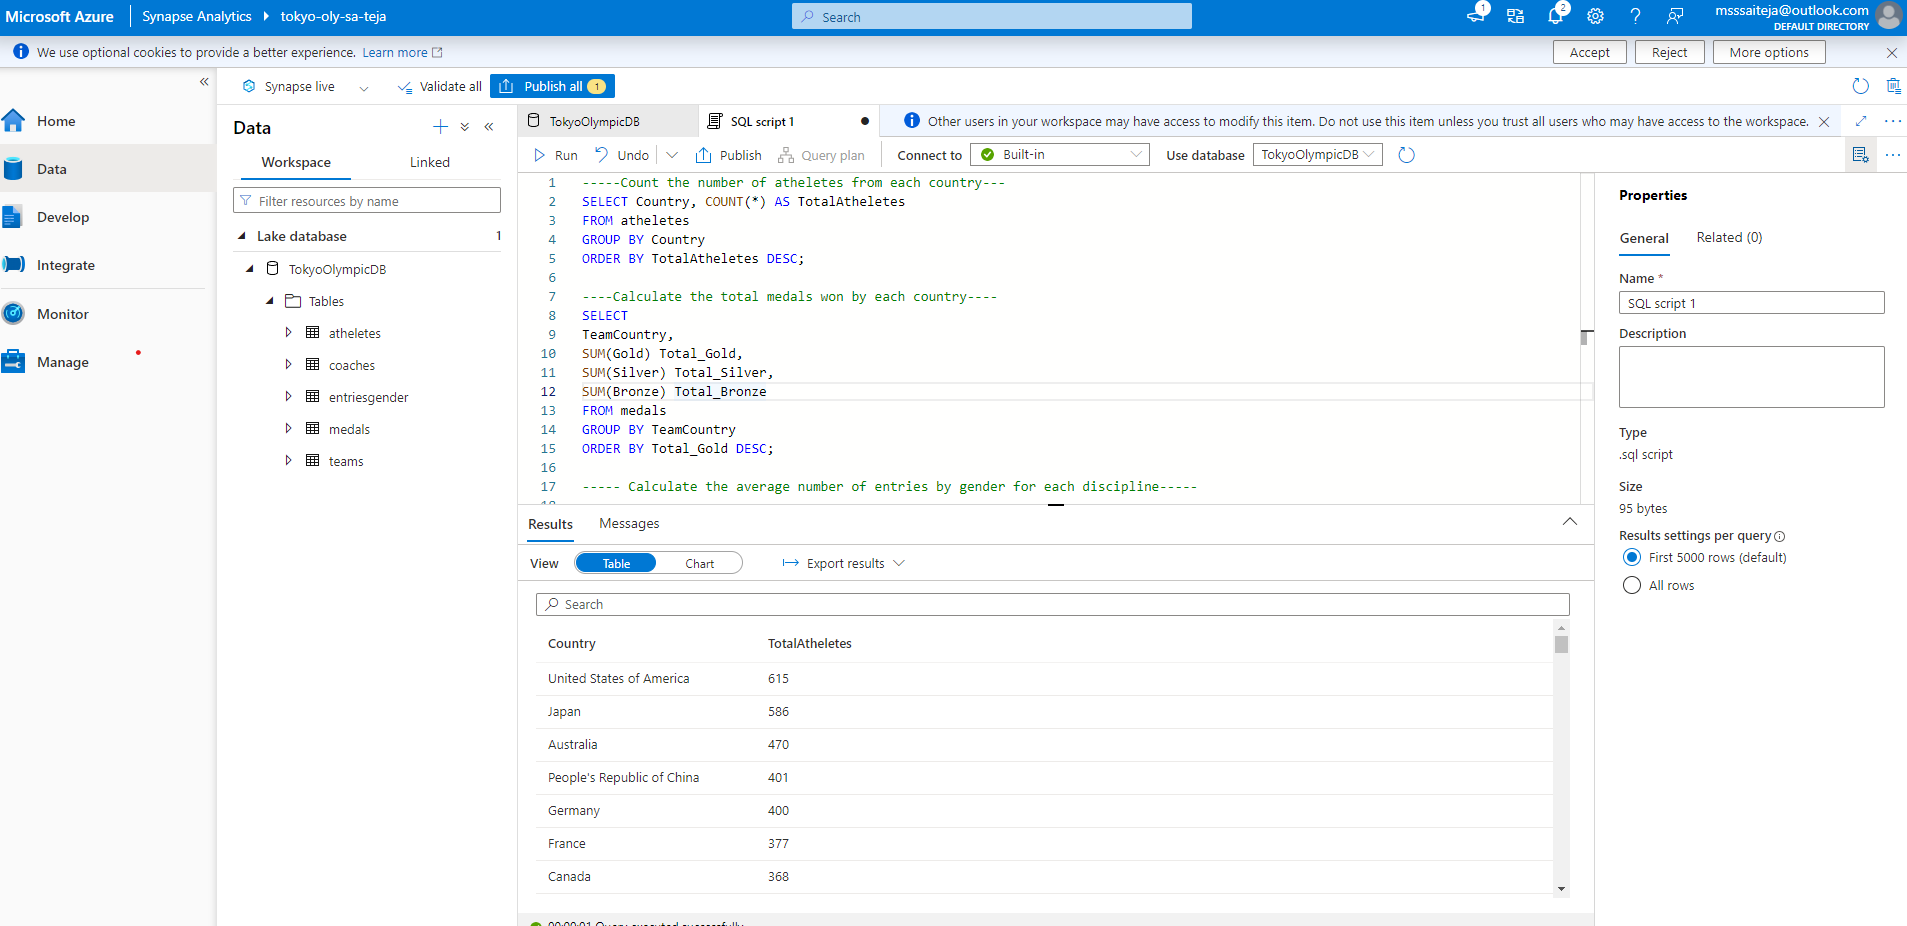 Microsoft Azure
Synapse Analytics
tokyo-oly-sa-teja
Search
1
2
msssaiteja@outlook.com
DEFAULT DIRECTORY
We use optional cookies to provide a better experience. Learn more
Accept
Reject
More options
Synapse live
Validate all
Publish all 1
Home
Data
Develop
Integrate
Monitor
Manage
Data
Workspace
Linked
Filter resources by name
Lake database 1
TokyoOlympicDB
Tables
atheletes
coaches
entriesgender
medals
teams
TokyoOlympicDB
SQL script 1
Other users in your workspace may have access to modify this item. Do not use this item unless you trust all users who may have access to the workspace.
Run
Undo
Publish
Query plan
Connect to
Built-in
Use database
TokyoOlympicDB
1 -----Count the number of atheletes from each country---
2 SELECT Country, COUNT(*) AS TotalAtheletes
3 FROM atheletes
4 GROUP BY Country
5 ORDER BY TotalAtheletes DESC;
6
7 ----Calculate the total medals won by each country----
8 SELECT
9 TeamCountry,
10 SUM(Gold) Total_Gold,
11 SUM(Silver) Total_Silver,
12 SUM(Bronze) Total_Bronze
13 FROM medals
14 GROUP BY TeamCountry
15 ORDER BY Total_Gold DESC;
16
17 ----- Calculate the average number of entries by gender for each discipline-----
Results
Messages
View
Table
Chart
Export results
Search
Country TotalAtheletes
United States of America 615
Japan 586
Australia 470
People's Republic of China 401
Germany 400
France 377
Canada 368
00:00:01 Query executed successfully
Properties
General
Related (0)
Name *
SQL script 1
Description
Type
.sql script
Size
95 bytes
Results settings per query
First 5000 rows (default)
All rows